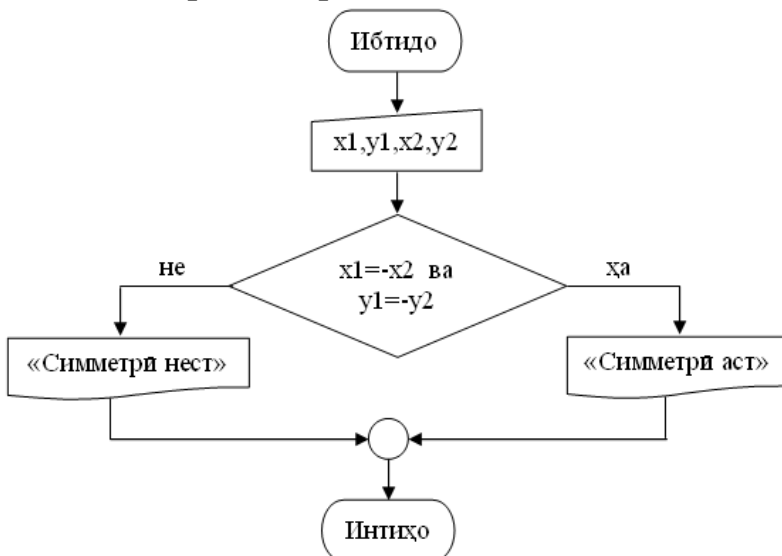 Ибтидо
x1,y1,x2,y2
x1=-x2 ва
y1=-y2
не
ҳа
«Симметрӣ нест»
«Симметрӣ аст»
Интиҳо